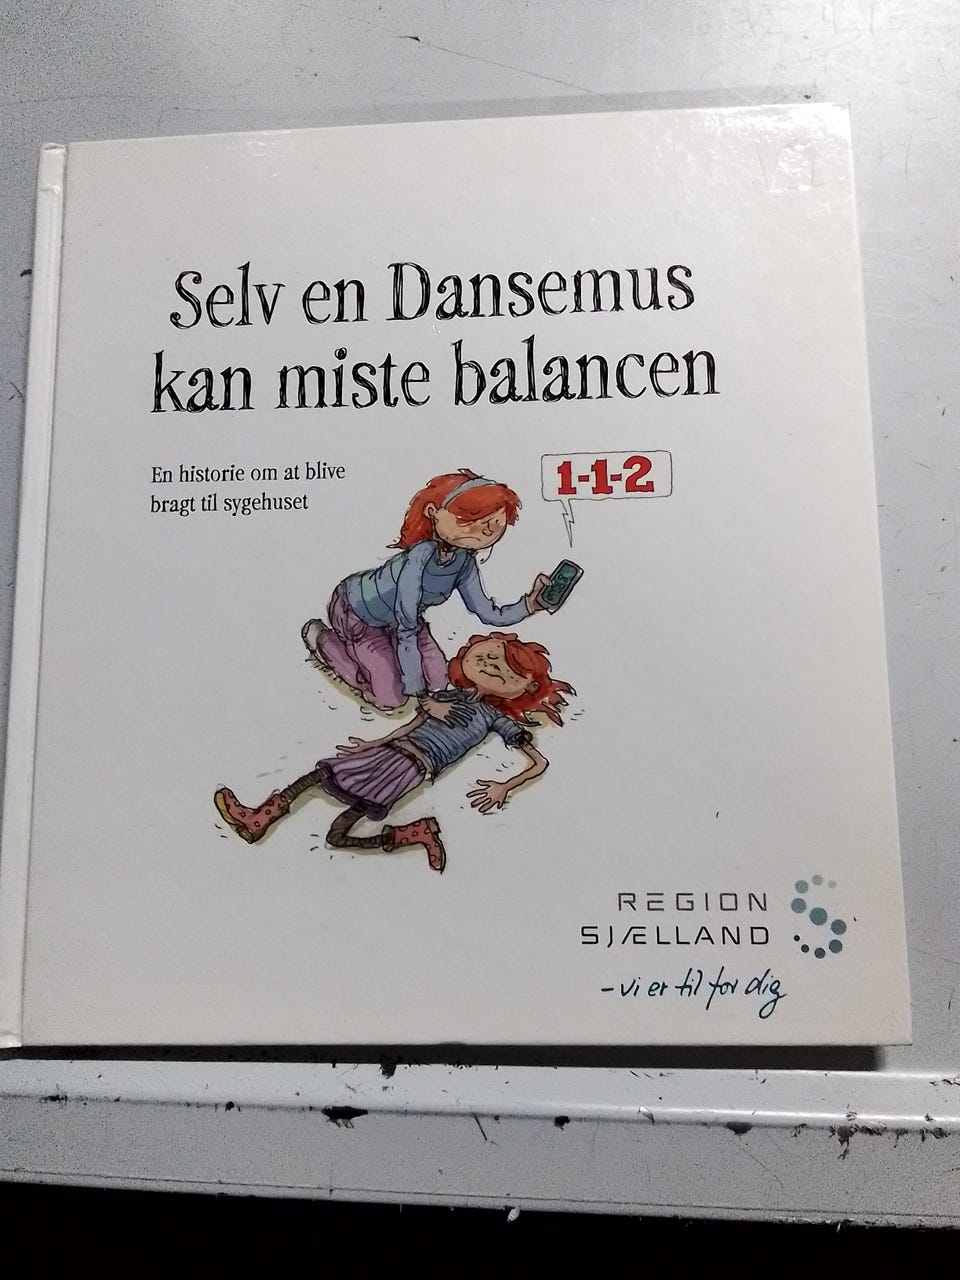 Selv en Dansemus
kan miste balancen
En historie om at blive
bragt til sygehuset
1-1-2
REGION
SJÆLLAND
- vi er til for dig